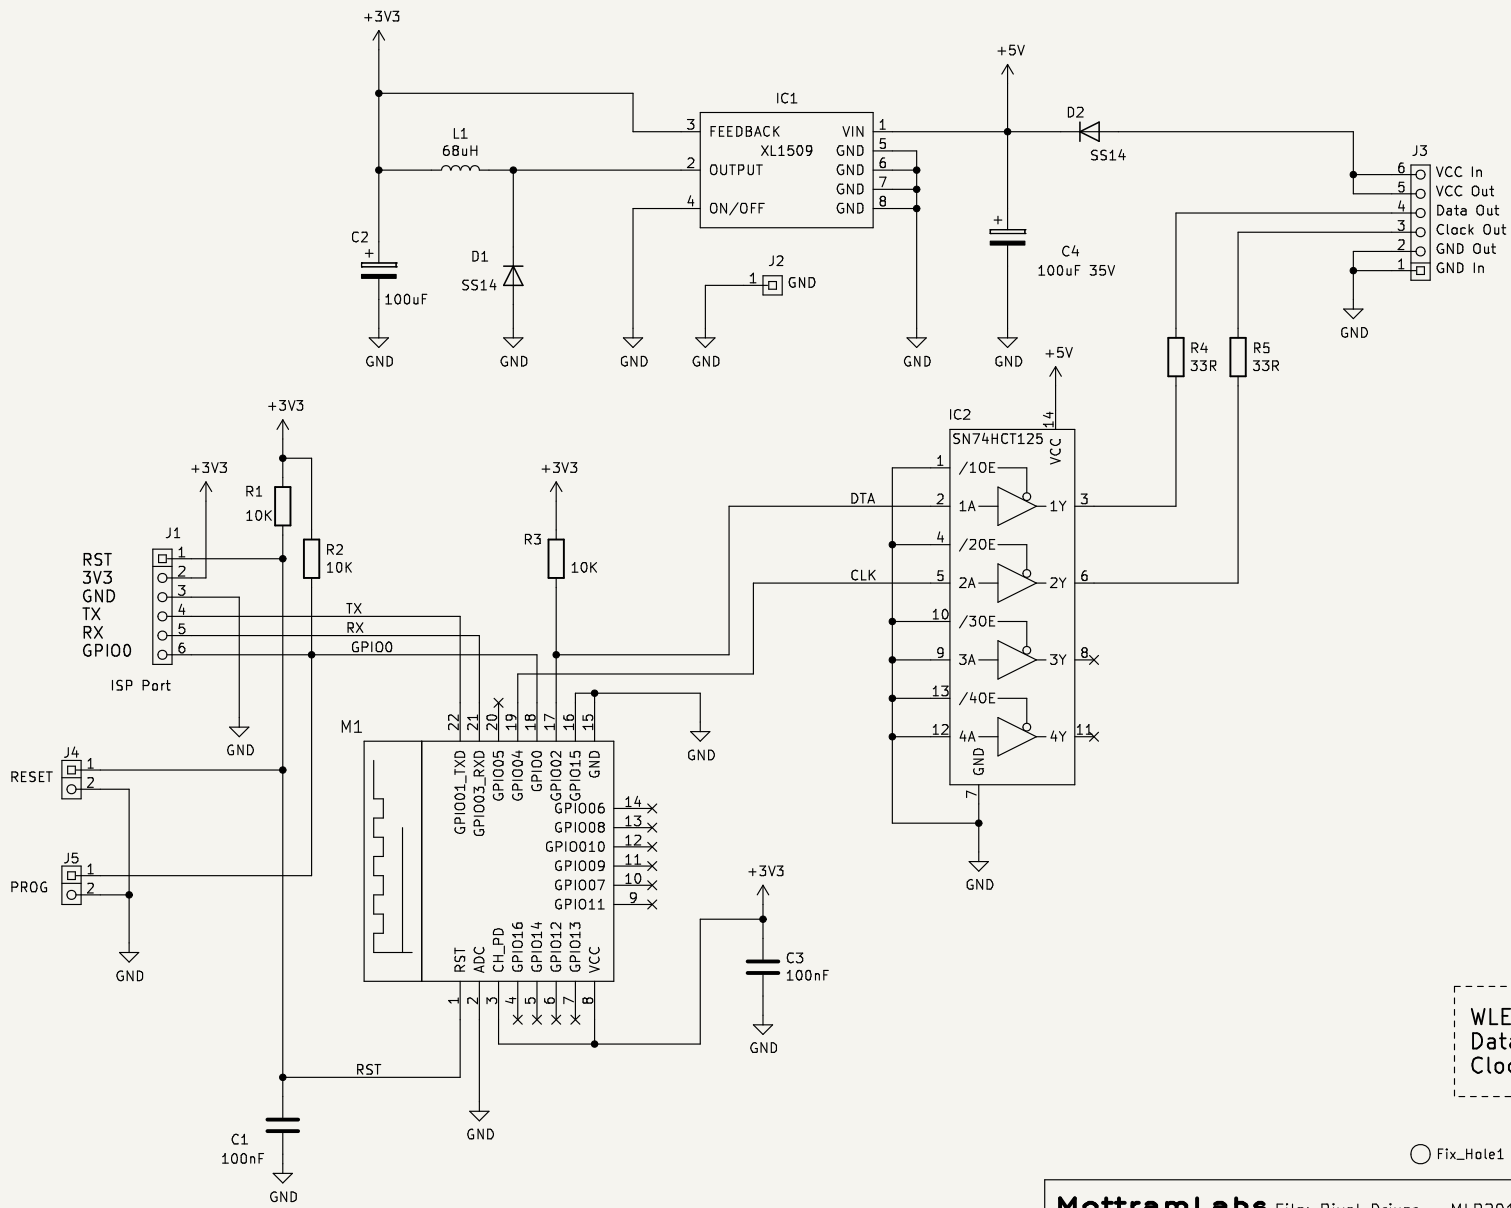 +3V3
+5V
IC1
D2
SS14
3 FEEDBACK
VIN 1
XL1509
GND 5
2 OUTPUT
GND 6
GND 7
4 ON/OFF
GND 8
L1
68uH
J3
6 VCC In
5 VCC Out
4 Data Out
3 Clock Out
2 GND Out
1 GND In
GND
C2
+
100uF
D1
SS14
J2
1 GND
+
C4
100uF 35V
GND
GND
GND
GND
GND
GND
R4
33R
R5
33R
+5V
+3V3
+3V3
+3V3
R1
10K
R2
10K
R3
10K
IC2
SN74HCT125
14
VCC
1 /1OE
DTA
2 1A
1Y 3
4 /2OE
CLK
5 2A
2Y 6
10 /3OE
9 3A
3Y 8
13 /4OE
12 4A
4Y 11
GND
7
GND
J1
RST 1
3V3 2
GND 3
TX 4
RX 5
GPIO0 6
ISP Port
TX
RX
GPIO0
GND
J4
RESET
1
2
J5
PROG
1
2
GND
M1
22 21 20 19 18 17 16 15
GPIO01_TXD
GPIO03_RXD
GPIO05
GPIO04
GPIO0
GPIO02
GPIO15
GND
GND
GPIO06 14
GPIO08 13
GPIO010 12
GPIO09 11
GPIO07 10
GPIO11 9
RST
ADC
CH_PD
GPIO16
GPIO14
GPIO12
GPIO13
VCC
1 2 3 4 5 6 7 8
+3V3
C3
100nF
GND
RST
GND
C1
100nF
GND
WLE
Data
Cloc
Fix_Hole1
MottramLabs